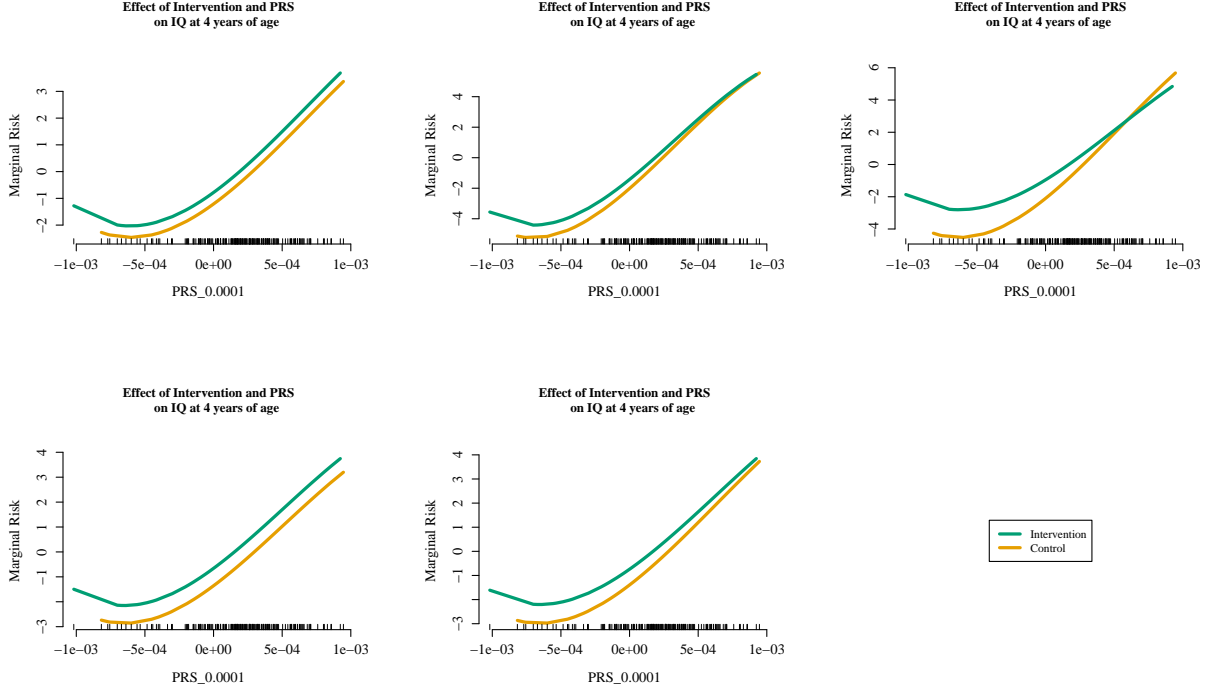 Effect of Intervention and PRS
on IQ at 4 years of age
Marginal Risk
3
2
1
0
−1
−2
−1e−03
−5e−04
0e+00
5e−04
1e−03
PRS_0.0001
Effect of Intervention and PRS
on IQ at 4 years of age
Marginal Risk
4
2
0
−2
−4
−1e−03
−5e−04
0e+00
5e−04
1e−03
PRS_0.0001
Effect of Intervention and PRS
on IQ at 4 years of age
Marginal Risk
6
4
2
0
−2
−4
−1e−03
−5e−04
0e+00
5e−04
1e−03
PRS_0.0001
Effect of Intervention and PRS
on IQ at 4 years of age
Marginal Risk
4
3
2
1
0
−1
−3
−1e−03
−5e−04
0e+00
5e−04
1e−03
PRS_0.0001
Effect of Intervention and PRS
on IQ at 4 years of age
Marginal Risk
4
3
2
1
0
−1
−3
−1e−03
−5e−04
0e+00
5e−04
1e−03
PRS_0.0001
Intervention
Control